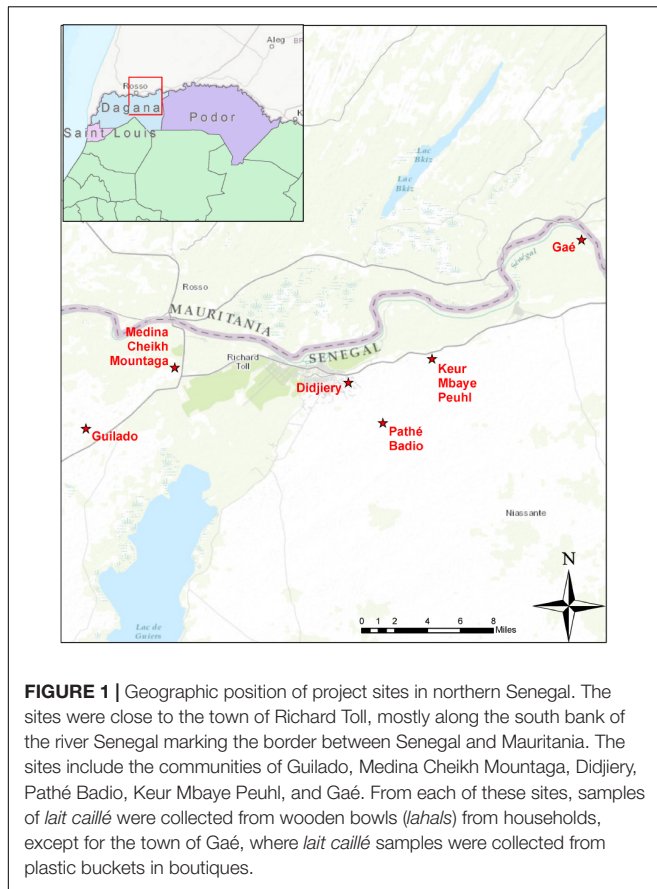 Aleg
BR
Rosso
Dagana
K
Podor
Saint Louis
Lac
Bkiz
Lac
Bkiz
Gaé
Sénégal
Rosso
MAURITANIA
Medina
Cheikh
Mountaga
Richard
Toll
SENEGAL
Keur
Mbaye
Peuhl
Didjiery
Guilado
Pathé
Badio
Niassante
N
0 1 2 4 6 8
Miles
Lac de
Guiers
FIGURE 1 | Geographic position of project sites in northern Senegal. The
sites were close to the town of Richard Toll, mostly along the south bank of
the river Senegal marking the border between Senegal and Mauritania. The
sites include the communities of Guilado, Medina Cheikh Mountaga, Didjiery,
Pathé Badio, Keur Mbaye Peuhl, and Gaé. From each of these sites, samples
of lait caillé were collected from wooden bowls (lahals) from households,
except for the town of Gaé, where lait caillé samples were collected from
plastic buckets in boutiques.